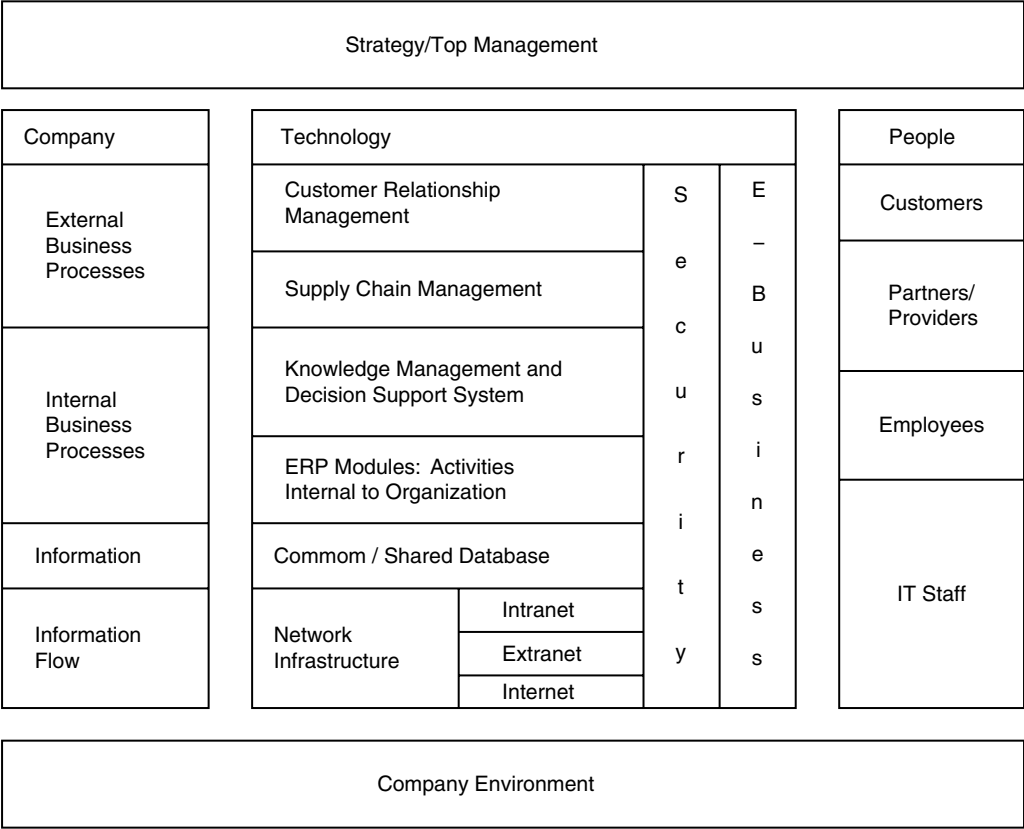 Strategy/Top Management
Company
External
Business
Processes
Internal
Business
Processes
Information
Information
Flow
Technology
Customer Relationship
Management
Supply Chain Management
Knowledge Management and
Decision Support System
ERP Modules: Activities
Internal to Organization
Commom / Shared Database
Network
Infrastructure
Intranet
Extranet
Internet
Security
E–Business
People
Customers
Partners/
Providers
Employees
IT Staff
Company Environment